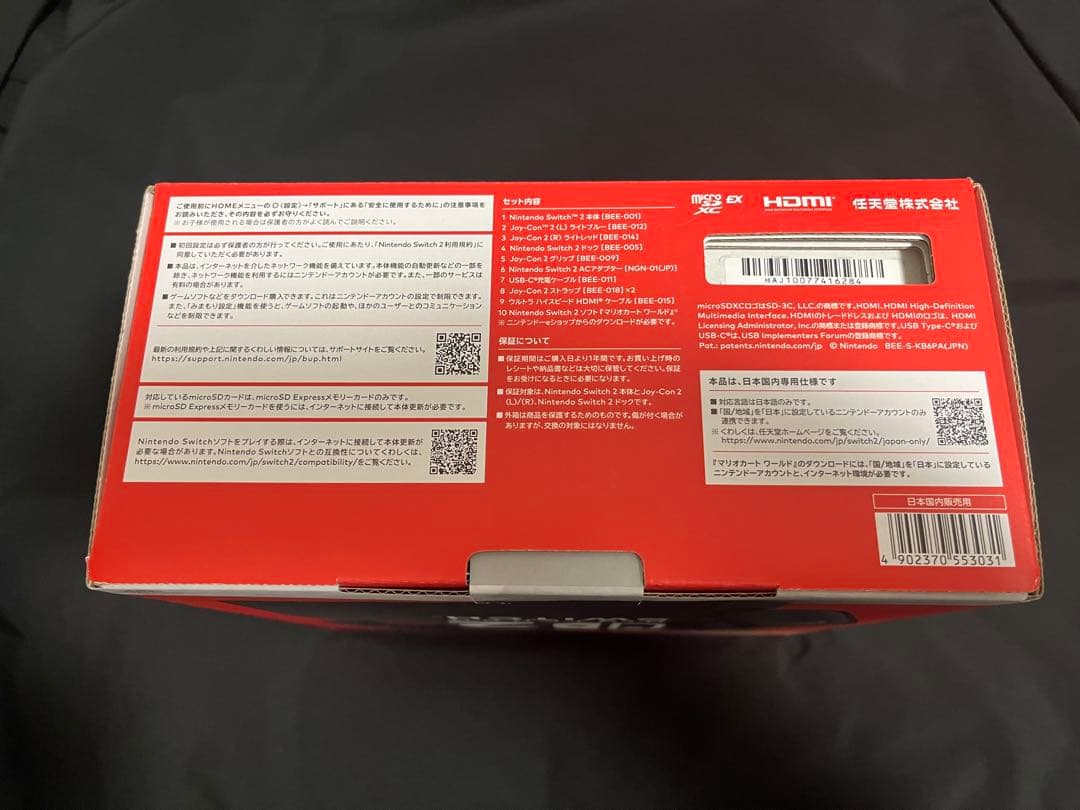 ご使用前にHOMEメニューの(設定)→「サポート」にある「安全に使用するために」の注意事項を
お読みいただき、その内容を必ずお守りください。
※お子様が使用される場合は保護者の方がよく読んでご説明ください。
■初回設定は必ず保護者の方が行ってください。ご使用にあたり、「Nintendo Switch 2利用規約」に
同意していただく必要があります。
■本品は、インターネットを介したネットワーク機能を備えています。本体機能の自動更新などの一部を
除き、ネットワーク機能を利用するにはニンテンドーアカウントが必要です。また、一部のサービスは
有料の場合があります。
■ゲームソフトなどをダウンロード購入できます。これはニンテンドーアカウントの設定で制限できます。
また、「みまもり設定」機能を使うと、ゲームソフトの起動や、ほかのユーザーとのコミュニケーション
などを制限できます。
最新の利用規約や上記に関するくわしい情報については、サポートサイトをご覧ください。
https://support.nintendo.com/jp/bup.html
対応しているmicroSDカードは、microSD Expressメモリーカードのみです。
※microSD Expressメモリーカードを使うには、インターネットに接続して本体更新が必要です。
Nintendo Switchソフトをプレイする際は、インターネットに接続して本体更新が
必要な場合があります。Nintendo Switchソフトとの互換性についてくわしくは、
https://www.nintendo.com/jp/switch2/compatibility/をご覧ください。
セット内容
1 Nintendo Switch™ 2 本体 [BEE-001]
2 Joy-Con™ 2 (L) ライトブルー [BEE-012]
3 Joy-Con 2 (R) ライトレッド [BEE-014]
4 Nintendo Switch 2 ドック [BEE-005]
5 Joy-Con 2 グリップ [BEE-009]
6 Nintendo Switch 2 ACアダプター [NGN-01(JP)]
7 USB-C®充電ケーブル [BEE-011]
8 Joy-Con 2 ストラップ [BEE-018]×2
9 ウルトラ ハイスピード HDMI® ケーブル [BEE-015]
10 Nintendo Switch 2 ソフト『マリオカート ワールド』※
※ニンテンドーeショップからのダウンロードが必要です。
保証について
■保証期間はご購入日より1年間です。お買い上げ時の
レシートや納品書などは大切に保管してください。保証
をお受けになるときに必要になります。
■保証対象は、Nintendo Switch 2 本体とJoy-Con 2
(L)/(R)、Nintendo Switch 2 ドックです。
■外箱は商品を保護するためのものです。傷が付く場合が
ありますが、交換の対象にはなりません。
micro SD XC EX HDMI® 任天堂株式会社
HAJ10077416284
microSDXCロゴはSD-3C, LLC.の商標です。HDMI、HDMI High-Definition
Multimedia Interface、HDMIのトレードドレスおよび HDMIのロゴは、HDMI
Licensing Administrator, Inc.の商標または登録商標です。USB Type-C®および
USB-C®は、USB Implementers Forumの登録商標です。
Pat.: patents.nintendo.com/jp © Nintendo BEE-S-KB6PA(JPN)
本品は、日本国内専用仕様です
■対応言語は日本語のみです。
■「国/地域」を「日本」に設定しているニンテンドーアカウントのみ
連携できます。
※くわしくは、任天堂ホームページをご覧ください。
https://www.nintendo.com/jp/switch2/japan-only/
『マリオカート ワールド』のダウンロードには、「国/地域」を「日本」に設定している
ニンテンドーアカウントと、インターネット環境が必要です。
日本国内販売用
4 902370 553031